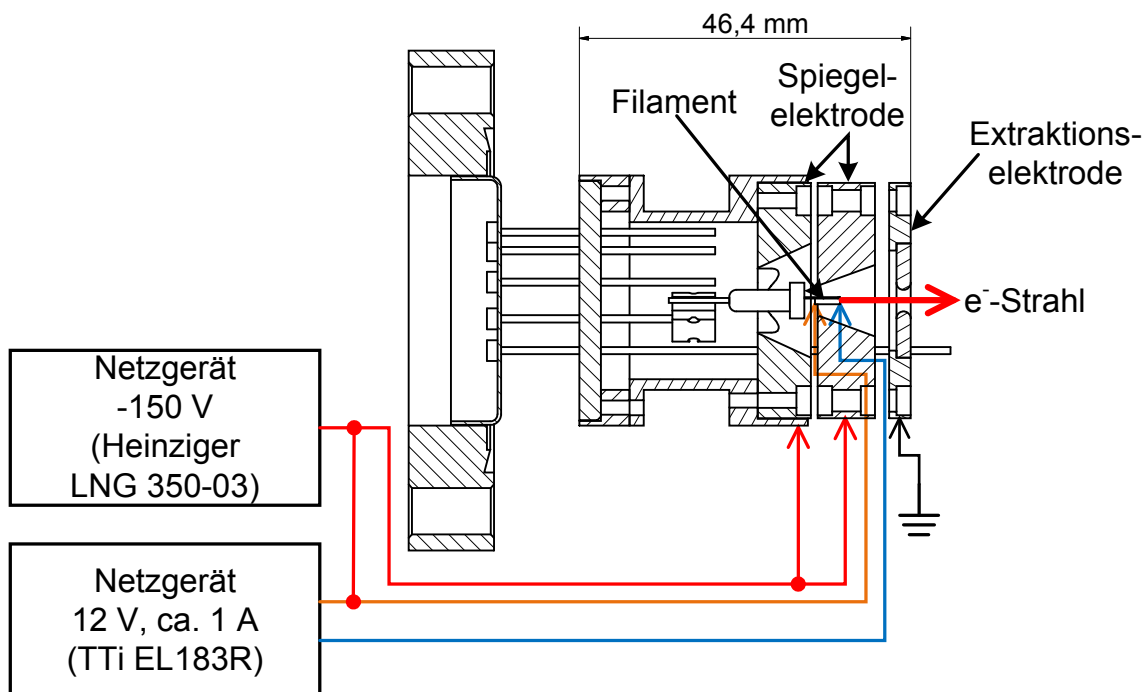 46,4 mm
Spiegel-
elektrode
Filament
Extraktions-
elektrode
e⁻-Strahl
Netzgerät
-150 V
(Heinziger
LNG 350-03)
Netzgerät
12 V, ca. 1 A
(TTi EL183R)